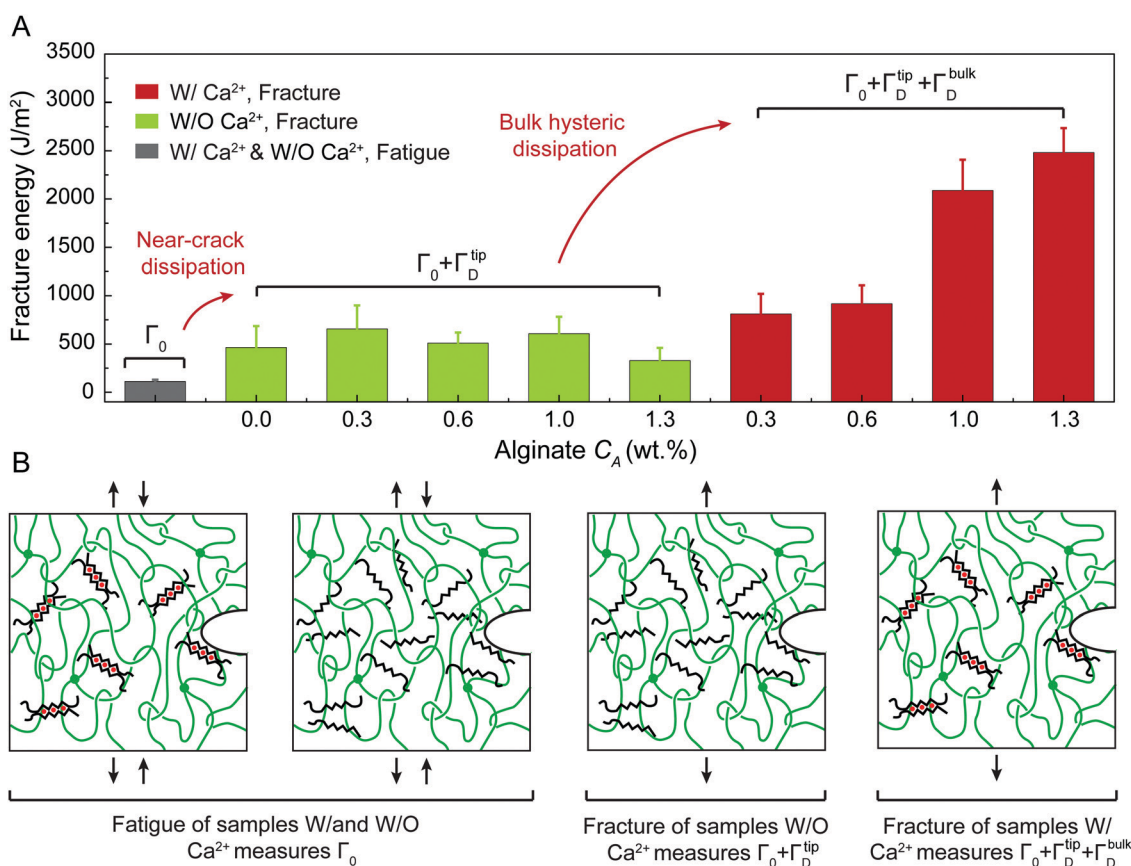 A
3500
3000
2500
2000
1500
1000
500
0
Fracture energy (J/m²)
W/ Ca²⁺, Fracture
W/O Ca²⁺, Fracture
W/ Ca²⁺ & W/O Ca²⁺, Fatigue
Near-crack
dissipation
Bulk hysteric
dissipation
Γ₀
Γ₀+Γ_D^tip
Γ₀+Γ_D^tip+Γ_D^bulk
0.0 0.3 0.6 1.0 1.3 0.3 0.6 1.0 1.3
Alginate C_A (wt.%)
B
Fatigue of samples W/and W/O
Ca²⁺ measures Γ₀
Fracture of samples W/O
Ca²⁺ measures Γ₀+Γ_D^tip
Fracture of samples W/
Ca²⁺ measures Γ₀+Γ_D^tip+Γ_D^bulk